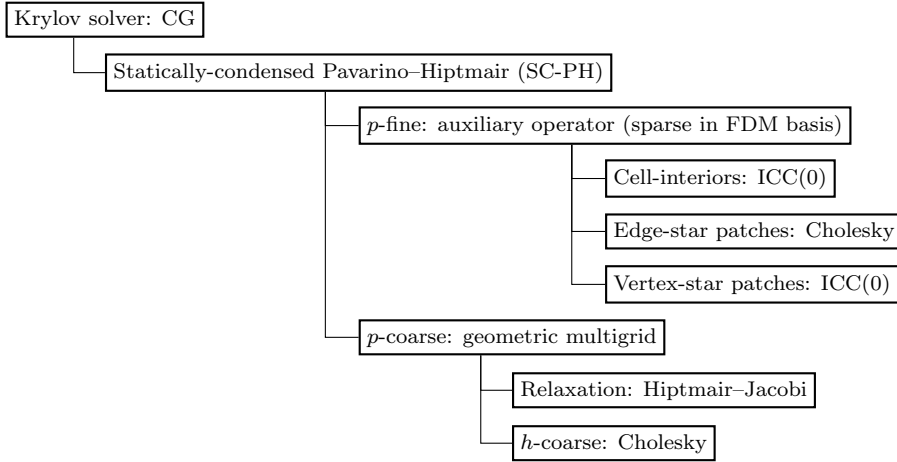 Krylov solver: CG
Statically-condensed Pavarino–Hiptmair (SC-PH)
p-fine: auxiliary operator (sparse in FDM basis)
Cell-interiors: ICC(0)
Edge-star patches: Cholesky
Vertex-star patches: ICC(0)
p-coarse: geometric multigrid
Relaxation: Hiptmair–Jacobi
h-coarse: Cholesky